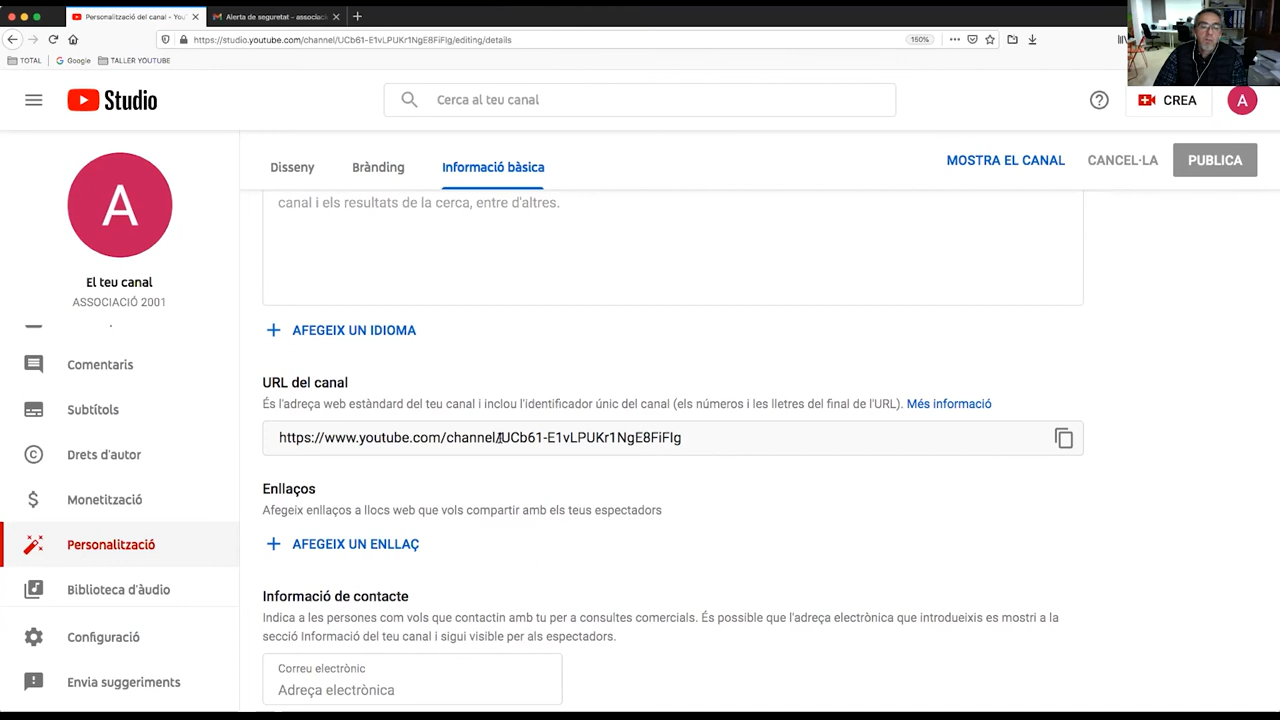 Personalització del canal - You
Alerta de seguretat – associac
https://studio.youtube.com/channel/UCb61-E1vLPUKr1NgE8FiFIg/editing/details
150%
TOTAL
Google
TALLER YOUTUBE
Studio
Cerca al teu canal
CREA
A
A
El teu canal
ASSOCIACIÓ 2001
Comentaris
Subtítols
Drets d'autor
Monetització
Personalització
Biblioteca d'àudio
Configuració
Envia suggeriments
Disseny
Brànding
Informació bàsica
MOSTRA EL CANAL
CANCEL·LA
PUBLICA
canal i els resultats de la cerca, entre d'altres.
AFEGEIX UN IDIOMA
URL del canal
És l'adreça web estàndard del teu canal i inclou l'identificador únic del canal (els números i les lletres del final de l'URL). Més informació
https://www.youtube.com/channel/UCb61-E1vLPUKr1NgE8FiFIg
Enllaços
Afegeix enllaços a llocs web que vols compartir amb els teus espectadors
AFEGEIX UN ENLLAÇ
Informació de contacte
Indica a les persones com vols que contactin amb tu per a consultes comercials. És possible que l'adreça electrònica que introdueixis es mostri a la
secció Informació del teu canal i sigui visible per als espectadors.
Correu electrònic
Adreça electrònica